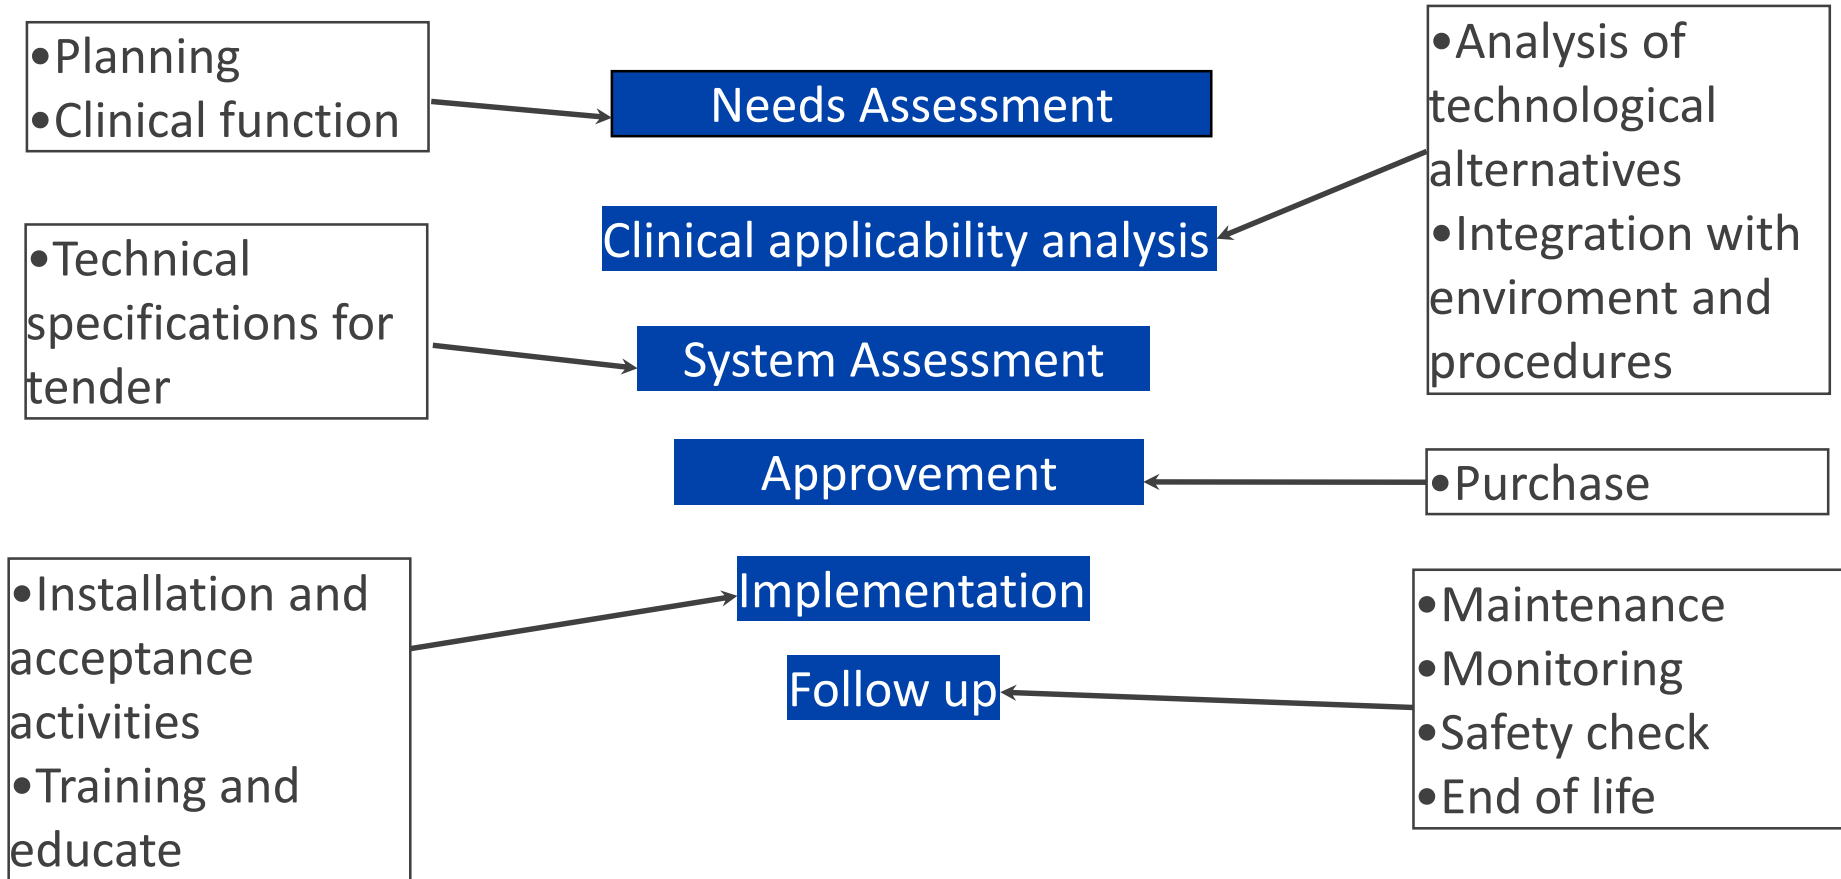 •Planning
•Clinical function
Needs Assessment
•Analysis of
technological
alternatives
•Integration with
enviroment and
procedures
Clinical applicability analysis
•Technical
specifications for
tender
System Assessment
Approvement
•Purchase
•Installation and
acceptance
activities
•Training and
educate
Implementation
Follow up
•Maintenance
•Monitoring
•Safety check
•End of life